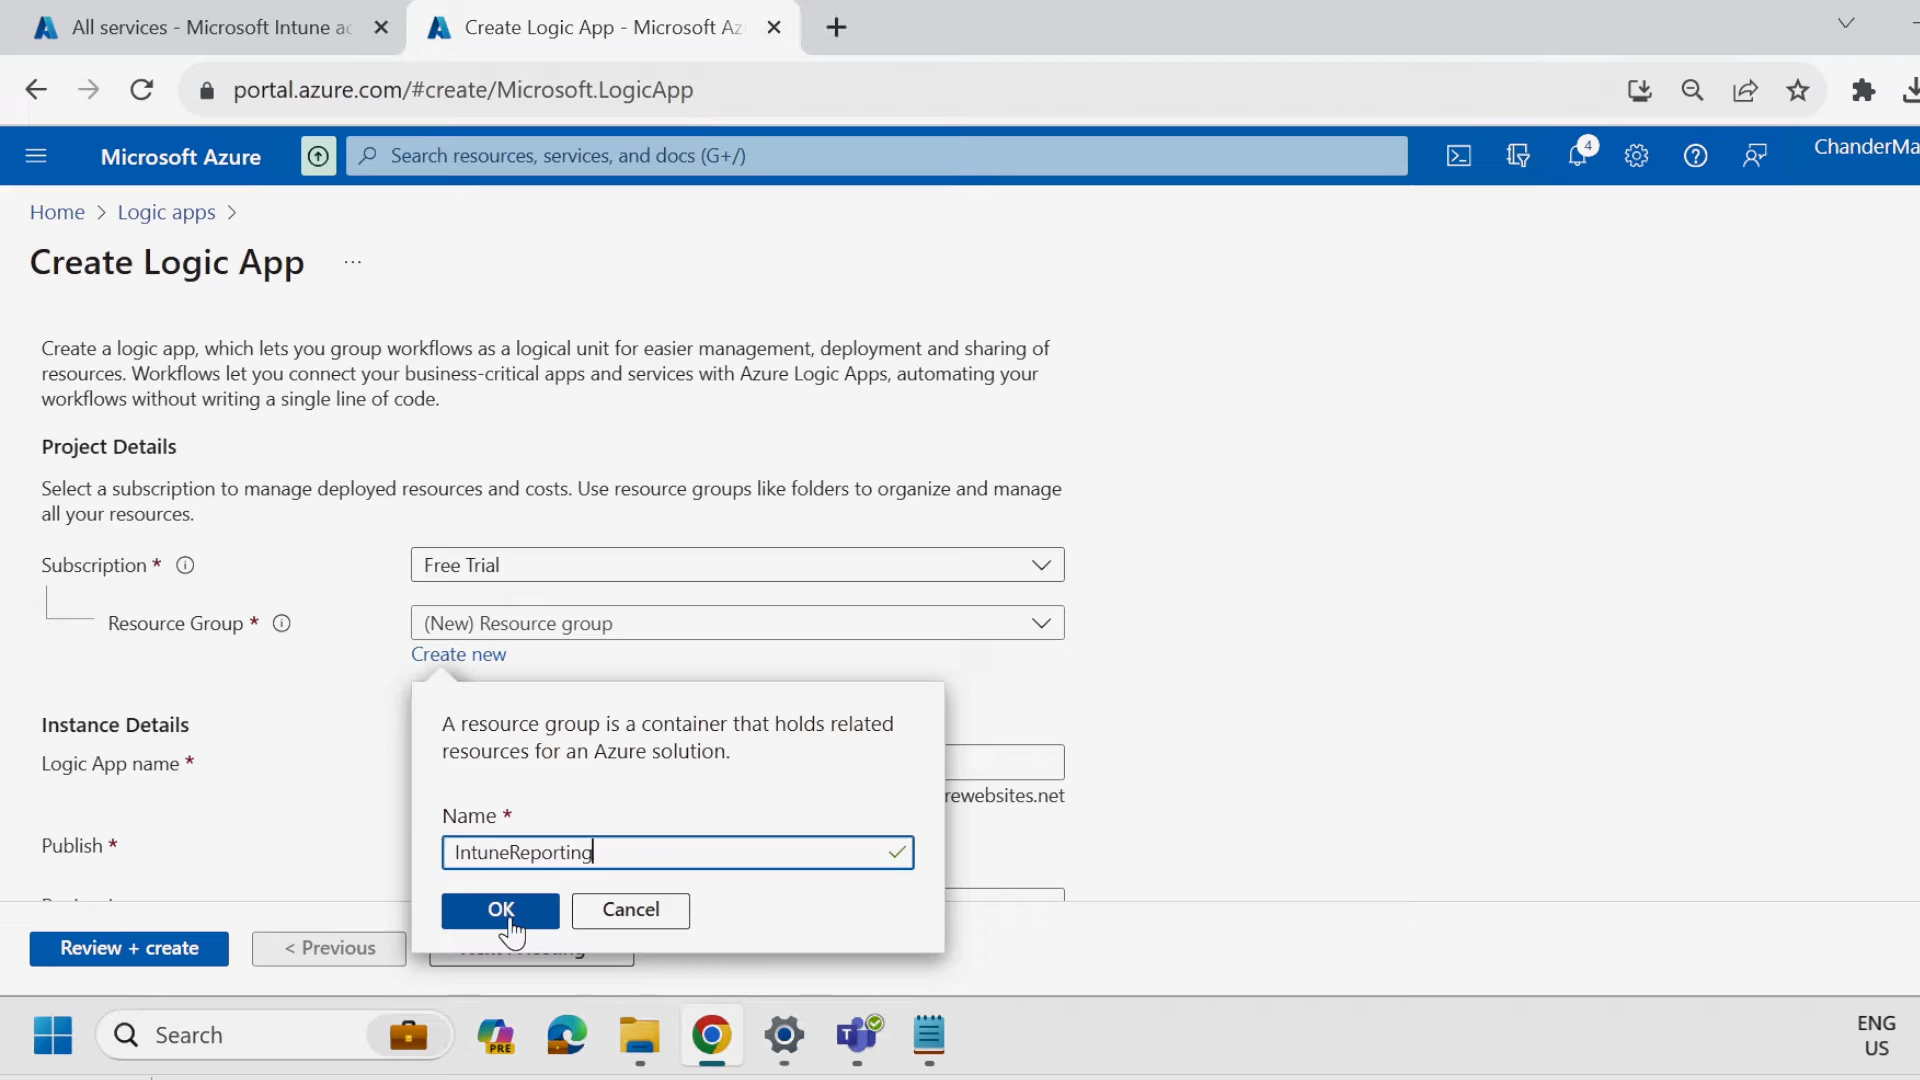 All services - Microsoft Intune ac
Create Logic App - Microsoft Az
portal.azure.com/#create/Microsoft.LogicApp
Microsoft Azure
Search resources, services, and docs (G+/)
4
ChanderMa
Home > Logic apps >
Create Logic App ...
Create a logic app, which lets you group workflows as a logical unit for easier management, deployment and sharing of
resources. Workflows let you connect your business-critical apps and services with Azure Logic Apps, automating your
workflows without writing a single line of code.
Project Details
Select a subscription to manage deployed resources and costs. Use resource groups like folders to organize and manage
all your resources.
Subscription *
Free Trial
Resource Group *
(New) Resource group
Create new
A resource group is a container that holds related
resources for an Azure solution.
Name *
IntuneReporting
OK
Cancel
Instance Details
Logic App name *
rewebsites.net
Publish *
Review + create
< Previous
Search
PRE
ENG
US